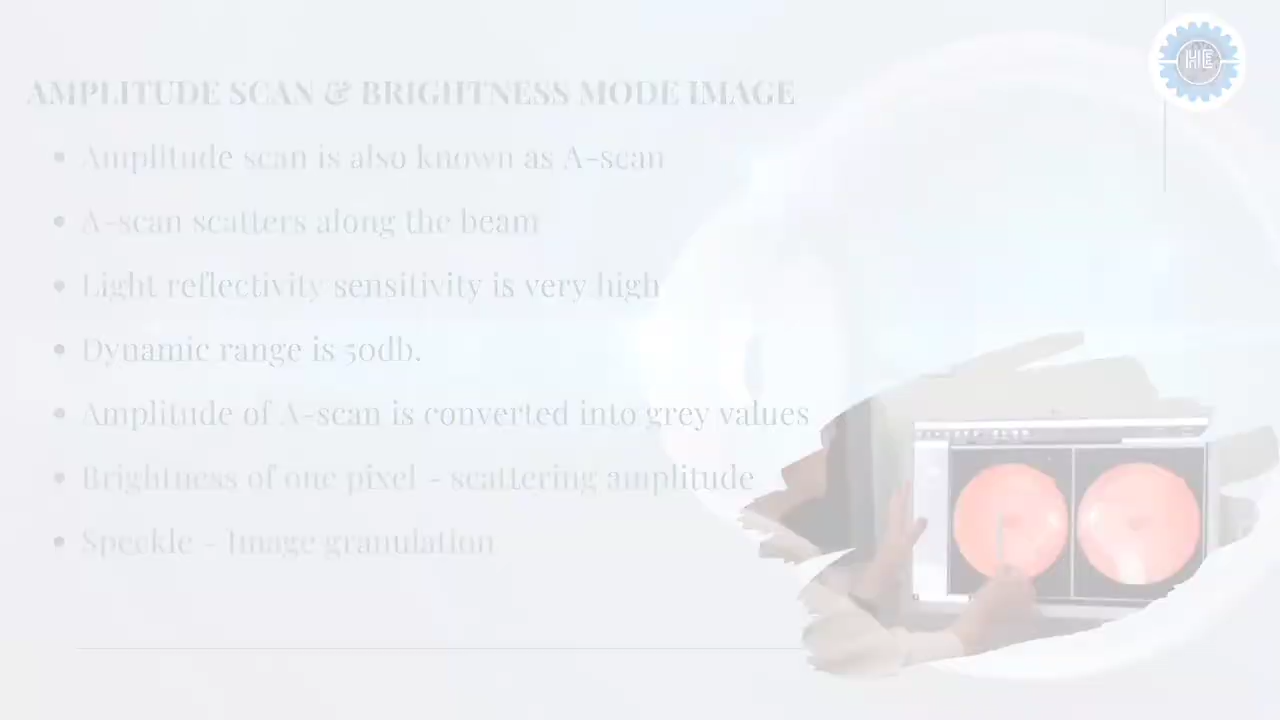 AMPLITUDE SCAN & BRIGHTNESS MODE IMAGE
• Amplitude scan is also known as A-scan
• A-scan scatters along the beam
• Light reflectivity sensitivity is very high
• Dynamic range is 50db.
• Amplitude of A-scan is converted into grey values
• Brightness of one pixel - scattering amplitude
• Speckle - Image granulation